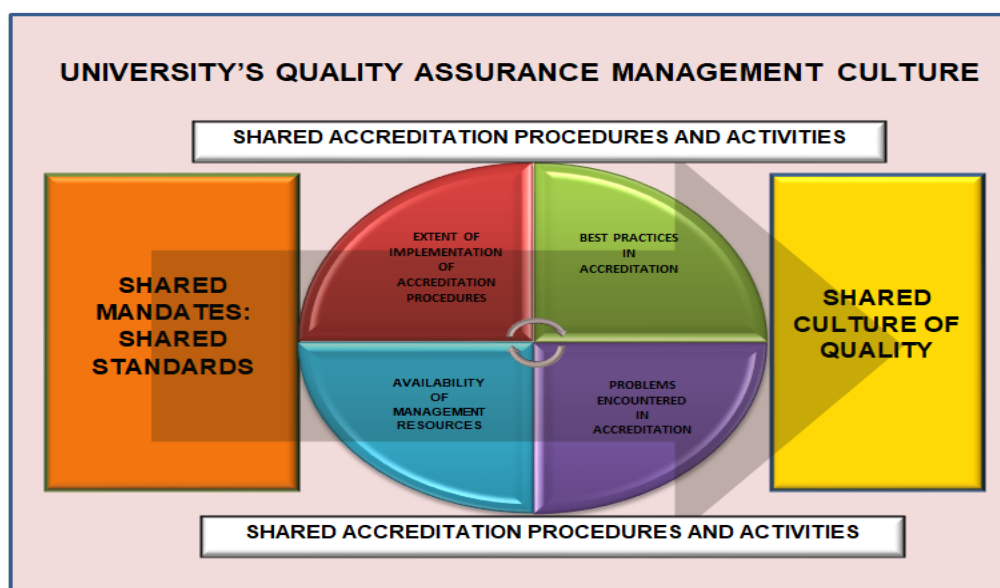 UNIVERSITY'S QUALITY ASSURANCE MANAGEMENT CULTURE
SHARED ACCREDITATION PROCEDURES AND ACTIVITIES
SHARED
MANDATES:
SHARED
STANDARDS
EXTENT OF
IMPLEMENTATION
OF
ACCREDITATION
PROCEDURES
BEST PRACTICES
IN
ACCREDITATION
AVAILABILITY
OF
MANAGEMENT
RESOURCES
PROBLEMS
ENCOUNTERED
IN
ACCREDITATION
SHARED
CULTURE OF
QUALITY
SHARED ACCREDITATION PROCEDURES AND ACTIVITIES